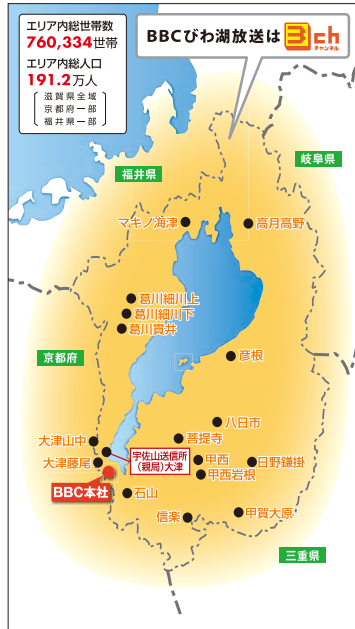 エリア内総世帯数
760,334世帯
エリア内総人口
191.2万人
滋賀県全域
京都府一部
福井県一部
BBCびわ湖放送は 3ch
チャンネル
岐阜県
福井県
マキノ海津
高月高野
葛川細川上
葛川細川下
葛川貫井
京都府
彦根
八日市
大津山中
菩提寺
宇佐山送信所
(親局)大津
大津藤尾
甲西
日野鎌掛
甲西岩根
BBC本社
石山
信楽
甲賀大原
三重県